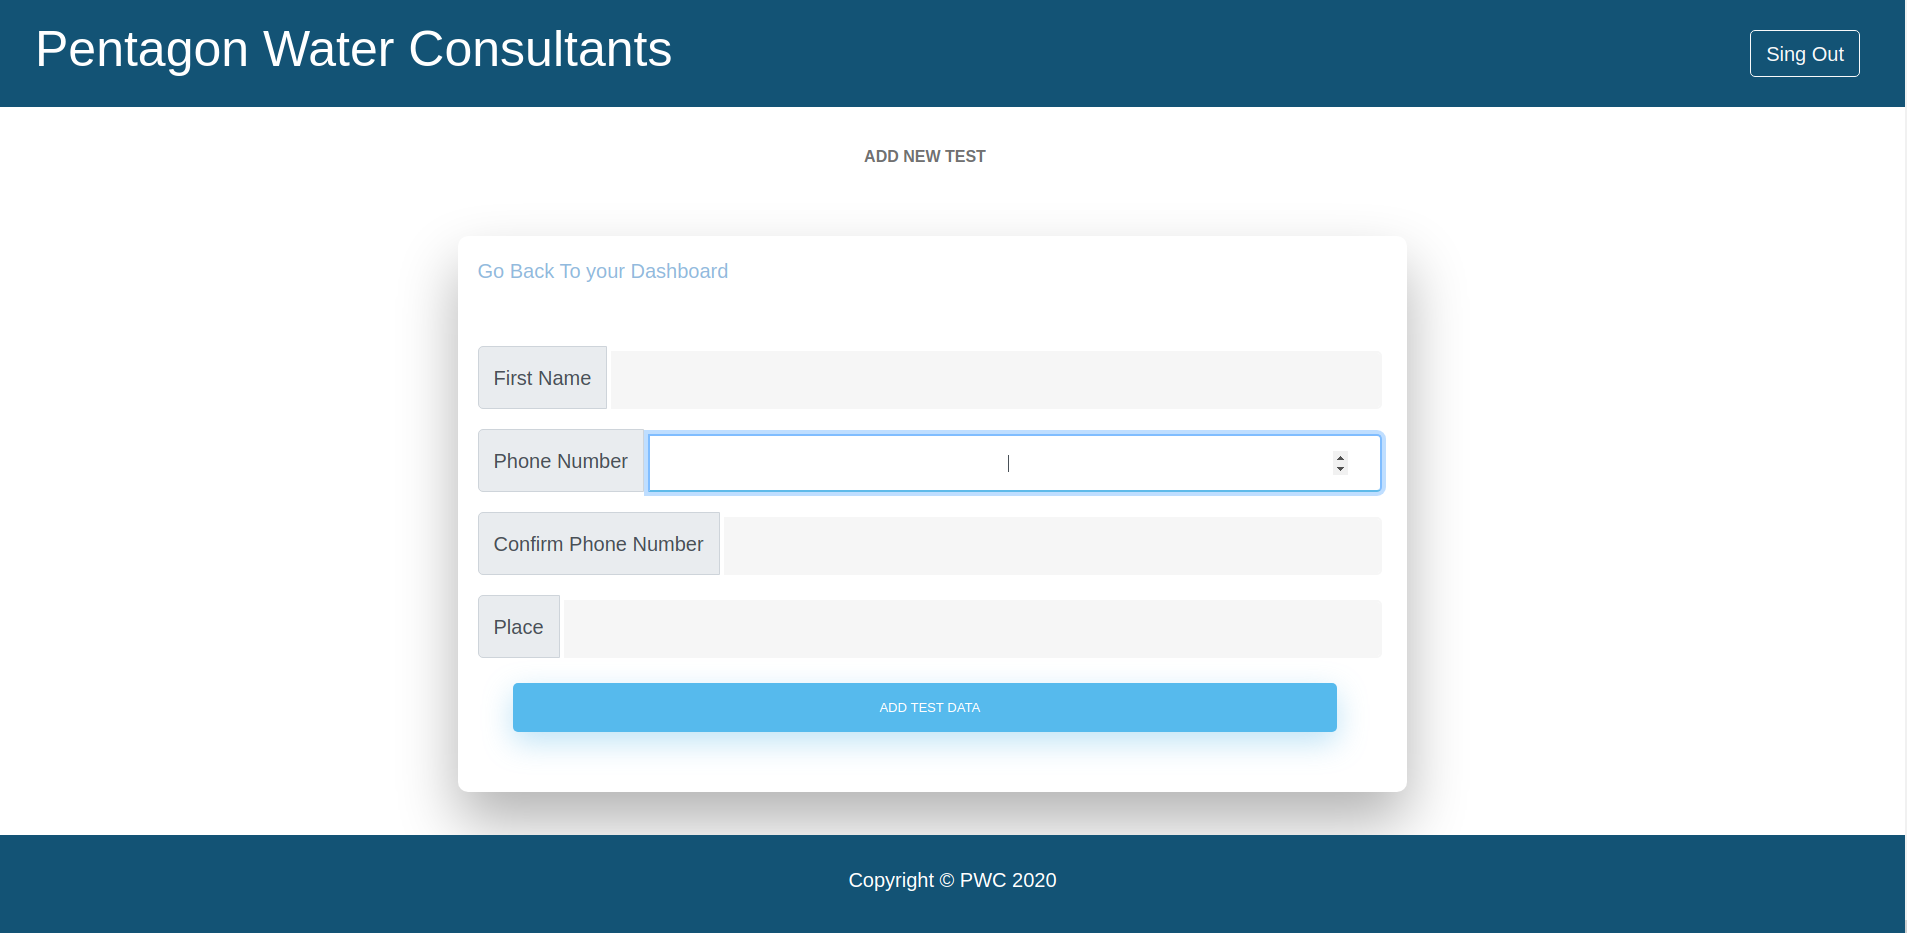 Pentagon Water Consultants
Sing Out
ADD NEW TEST
Go Back To your Dashboard
First Name
Phone Number
Confirm Phone Number
Place
ADD TEST DATA
Copyright © PWC 2020